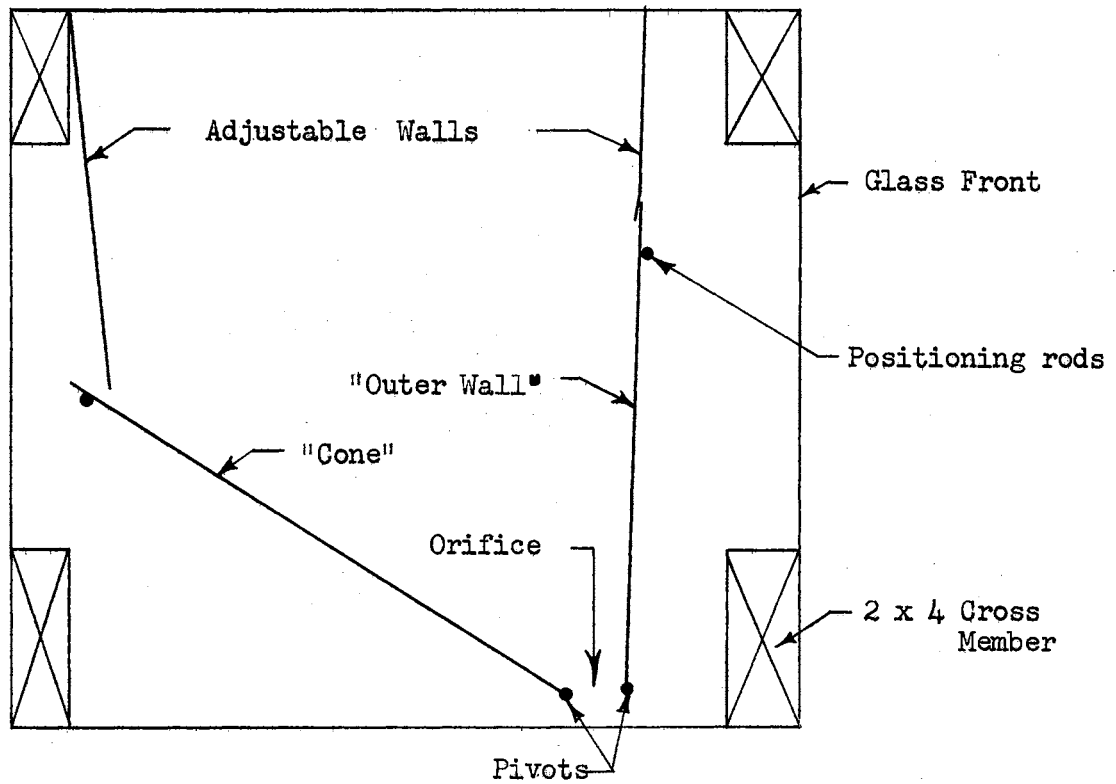 Adjustable Walls
Glass Front
Positioning rods
"Outer Wall"
"Cone"
Orifice
2 x 4 Cross
Member
Pivots